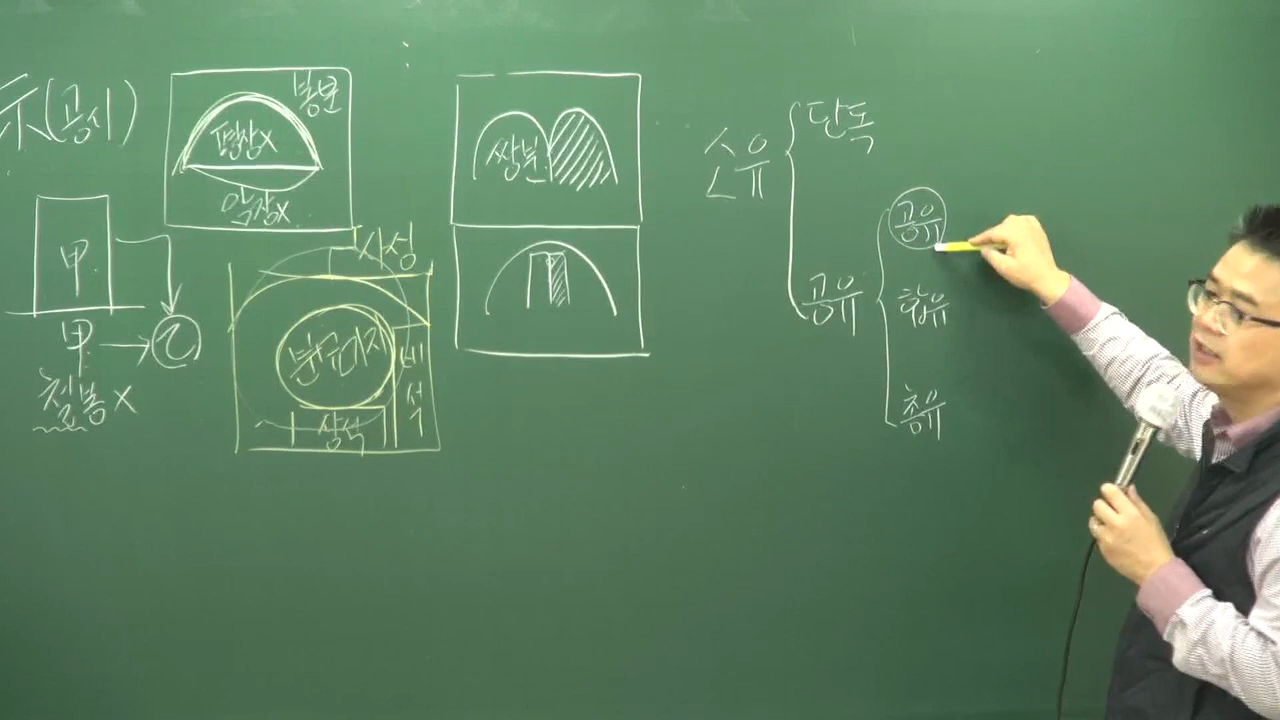 示(공시)
甲
甲
乙
철봉X
봉분
평장X
암장X
사성
분묘기지
비석
상석
쌍분
소유
단독
공유
공유
합유
총유